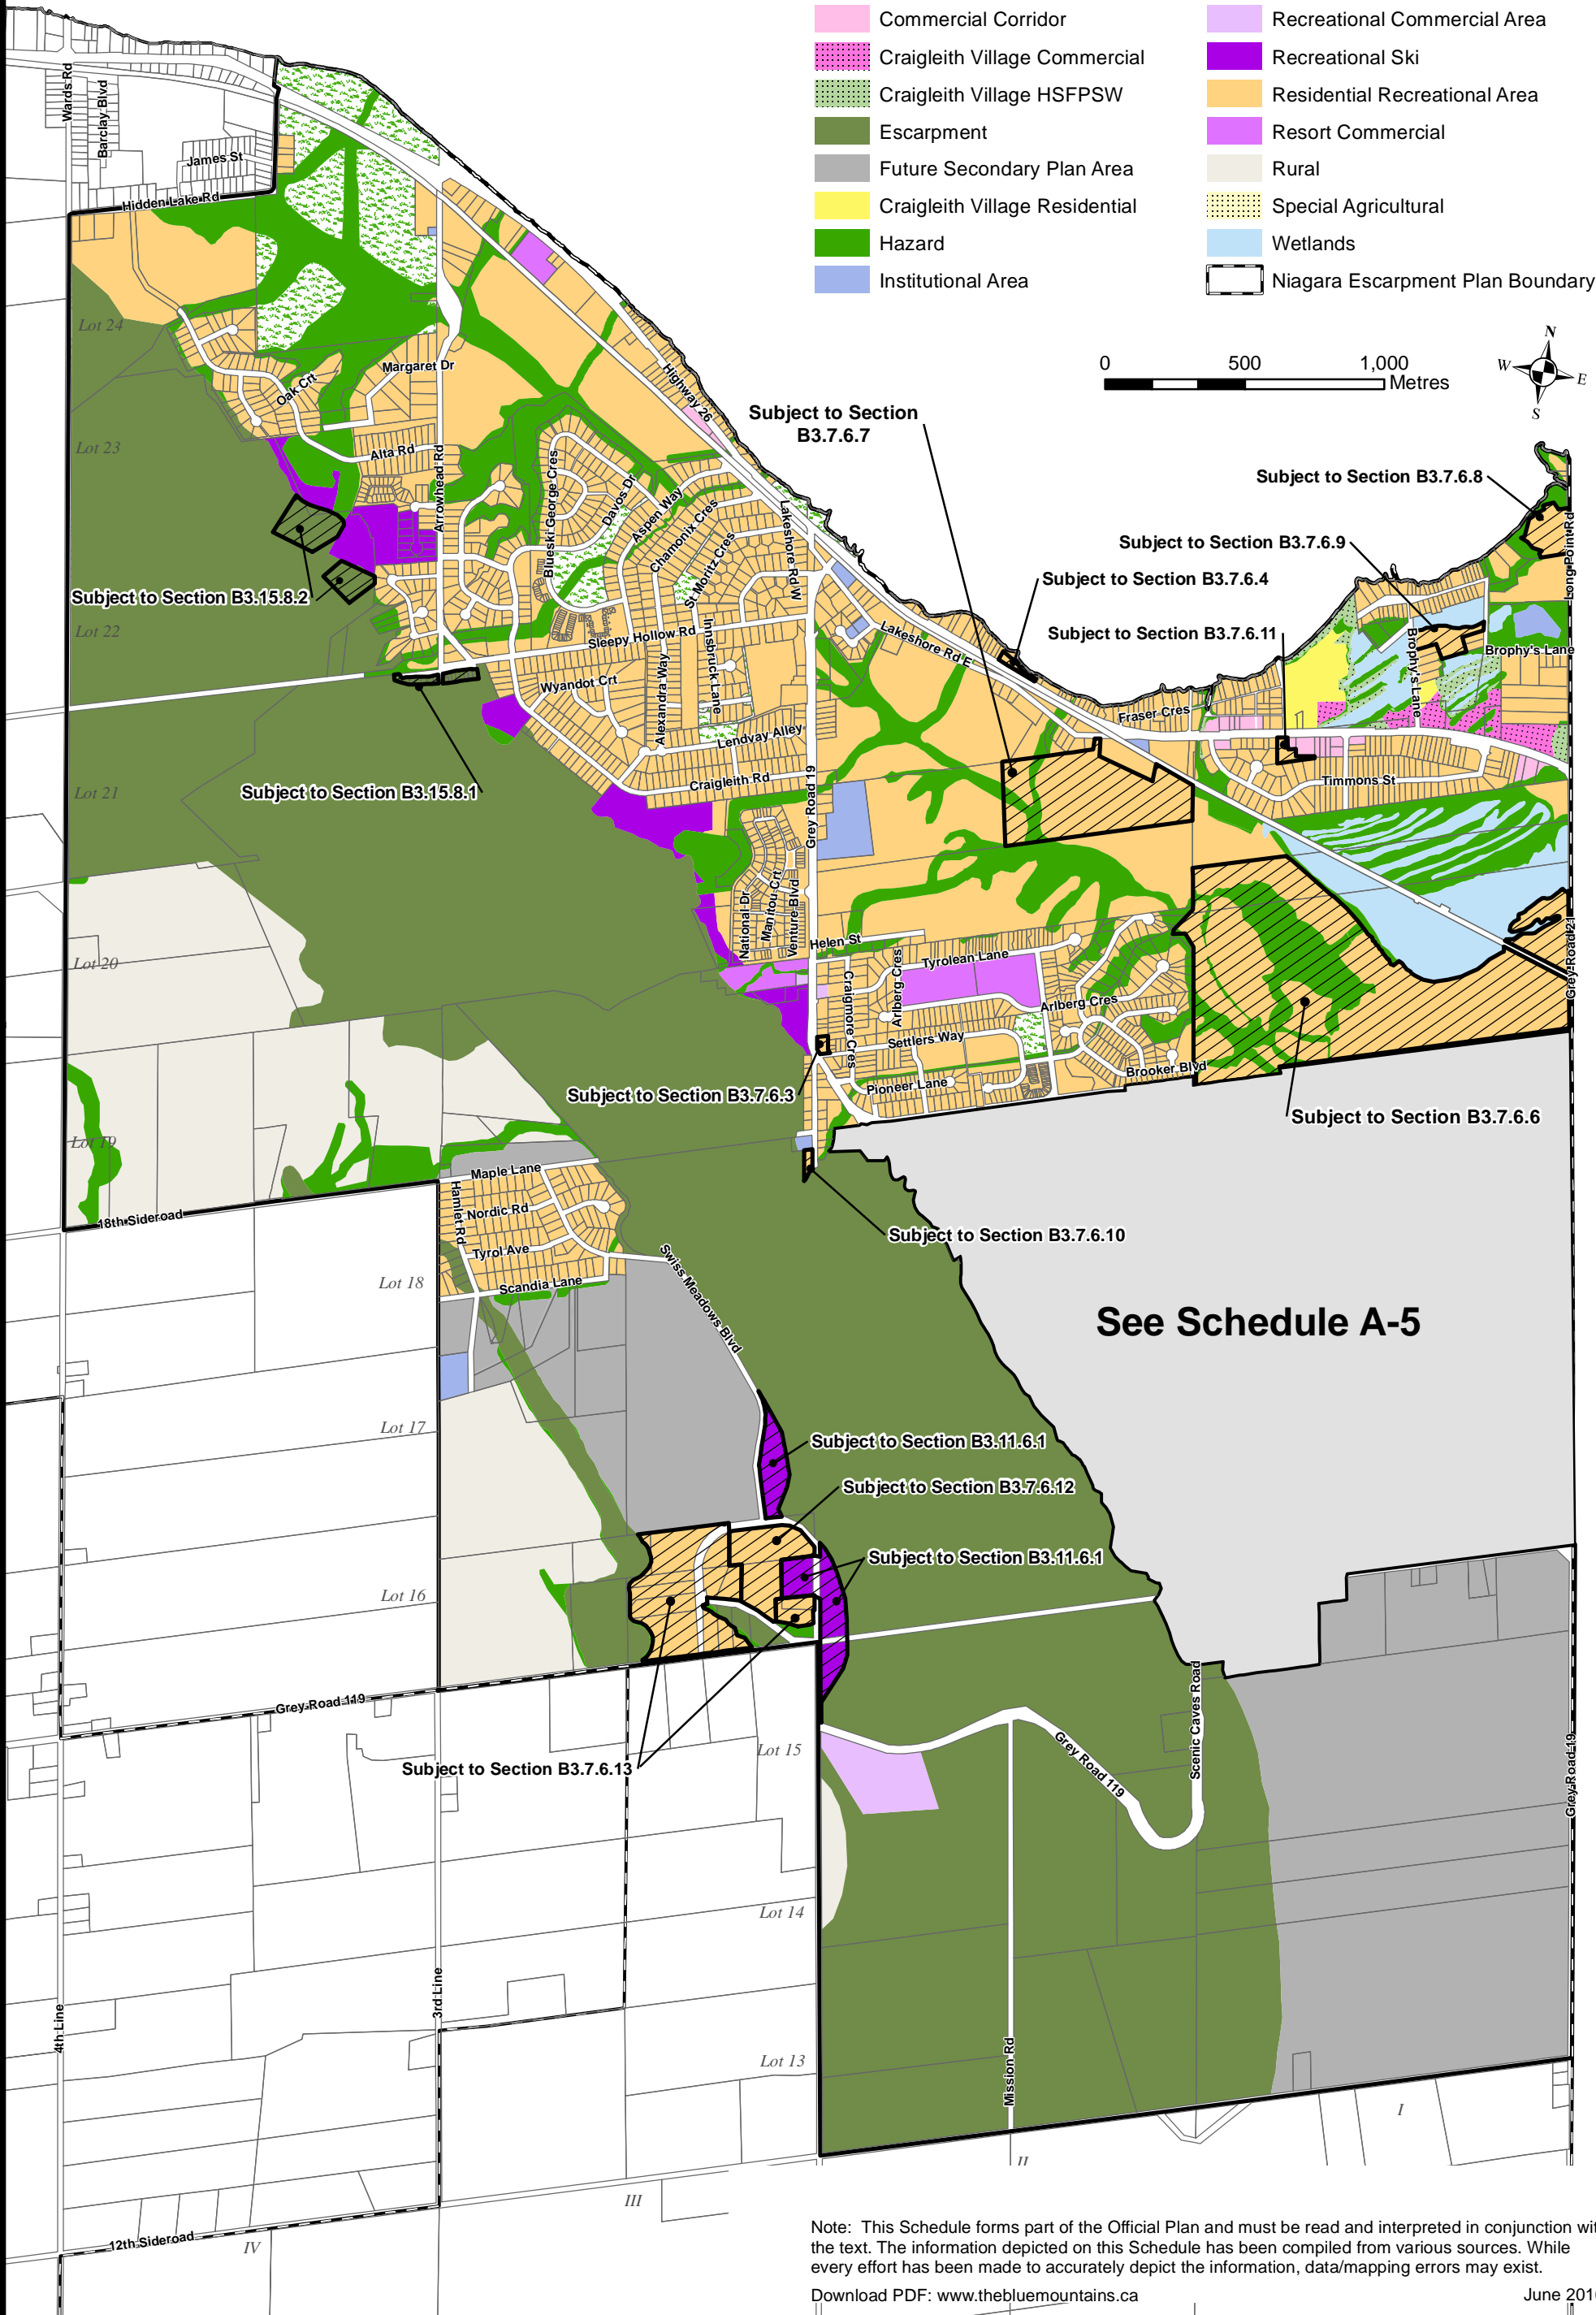 Commercial Corridor
Craigleith Village Commercial
Craigleith Village HSFPSW
Escarpment
Future Secondary Plan Area
Craigleith Village Residential
Hazard
Institutional Area
Recreational Commercial Area
Recreational Ski
Residential Recreational Area
Resort Commercial
Rural
Special Agricultural
Wetlands
Niagara Escarpment Plan Boundary
0 500 1,000
Metres
N
W
E
S
Wards Rd
Barclay Blvd
James St
Hidden Lake Rd
Lot 24
Oak Crt
Margaret Dr
Highway 26
Subject to Section
B3.7.6.7
Lot 23
Alta Rd
Arrowhead Rd
Blueski George Cres
Davos Dr
Aspen Way
Chamonix Cres
St Moritz Cres
Lakeshore Rd W
Subject to Section B3.7.6.8
Subject to Section B3.7.6.9
Subject to Section B3.7.6.4
Long Point Rd
Subject to Section B3.15.8.2
Lot 22
Sleepy Hollow Rd
Innsbruck Lane
Lakeshore Rd E
Subject to Section B3.7.6.11
Brophy's Lane
Brophy's Lane
Wyandot Crt
Alexandra Way
Fraser Cres
Lendvay Alley
Craigleith Rd
Grey Road 19
Timmons St
Lot 21
Subject to Section B3.15.8.1
National Dr
Manitou Crt
Venture Blvd
Helen St
Lot 20
Craigmore Cres
Arlberg Cres
Tyrolean Lane
Arlberg Cres
Grey Road 21
Settlers Way
Pioneer Lane
Brooker Blvd
Subject to Section B3.7.6.3
Subject to Section B3.7.6.6
Lot 19
Maple Lane
Hamlet Rd
Nordic Rd
Tyrol Ave
Scandia Lane
18th Sideroad
Subject to Section B3.7.6.10
Swiss Meadows Blvd
Lot 18
See Schedule A-5
Lot 17
Subject to Section B3.11.6.1
Subject to Section B3.7.6.12
Subject to Section B3.11.6.1
Lot 16
Grey Road 119
Subject to Section B3.7.6.13
Lot 15
Grey Road 119
Scenic Caves Road
Grey Road 19
Lot 14
4th Line
3rd Line
Lot 13
Mission Rd
I
II
III
12th Sideroad
IV
Note: This Schedule forms part of the Official Plan and must be read and interpreted in conjunction wit
the text. The information depicted on this Schedule has been compiled from various sources. While
every effort has been made to accurately depict the information, data/mapping errors may exist.
Download PDF: www.thebluemountains.ca
June 201